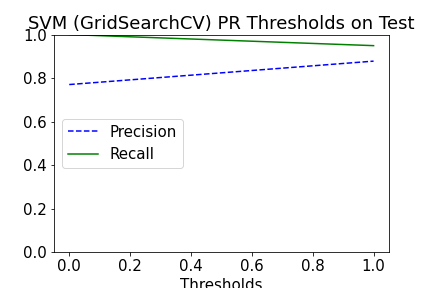 SVM (GridSearchCV) PR Thresholds on Test
1.0
0.8
0.6
0.4
0.2
0.0
Precision
Recall
0.0 0.2 0.4 0.6 0.8 1.0
Thresholds